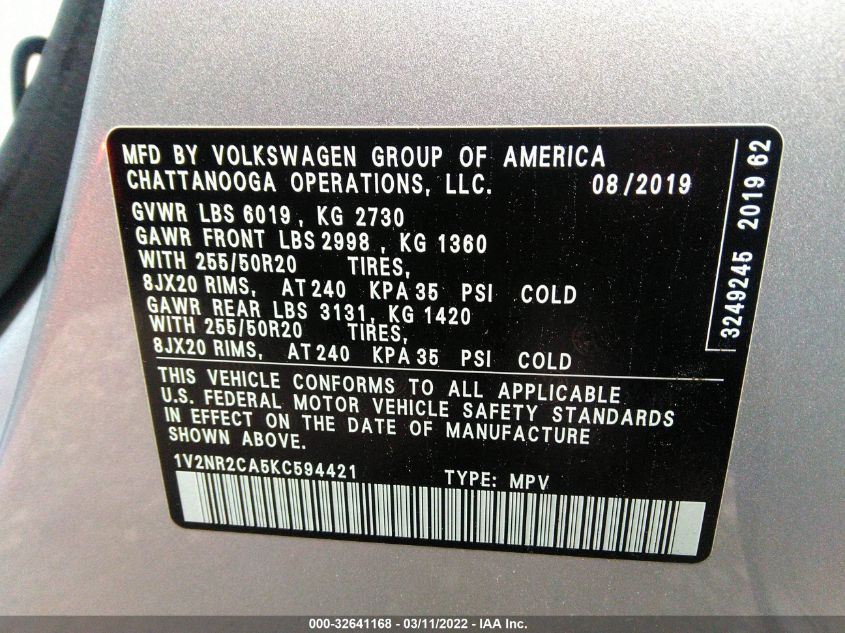 MFD BY VOLKSWAGEN GROUP OF AMERICA
CHATTANOOGA OPERATIONS, LLC. 08/2019
GVWR LBS 6019, KG 2730
GAWR FRONT LBS 2998, KG 1360
WITH 255/50R20 TIRES,
8JX20 RIMS, AT 240 KPA 35 PSI COLD
GAWR REAR LBS 3131, KG 1420
WITH 255/50R20 TIRES,
8JX20 RIMS, AT 240 KPA 35 PSI COLD
THIS VEHICLE CONFORMS TO ALL APPLICABLE
U.S. FEDERAL MOTOR VEHICLE SAFETY STANDARDS
IN EFFECT ON THE DATE OF MANUFACTURE
SHOWN ABOVE.
1V2NR2CA5KC594421 TYPE: MPV
3249245 2019 62
000-32641168 - 03/11/2022 - IAA Inc.